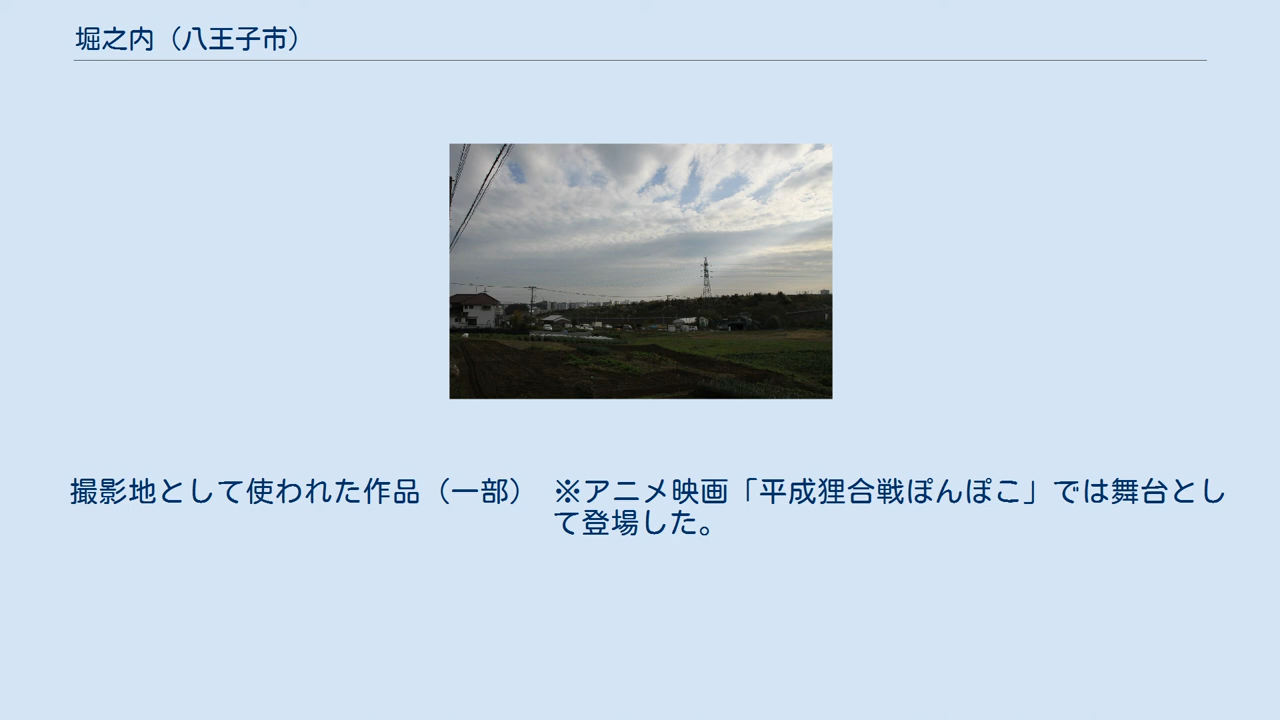 堀之内（八王子市）
撮影地として使われた作品（一部）　※アニメ映画「平成狸合戦ぽんぽこ」では舞台とし
て登場した。